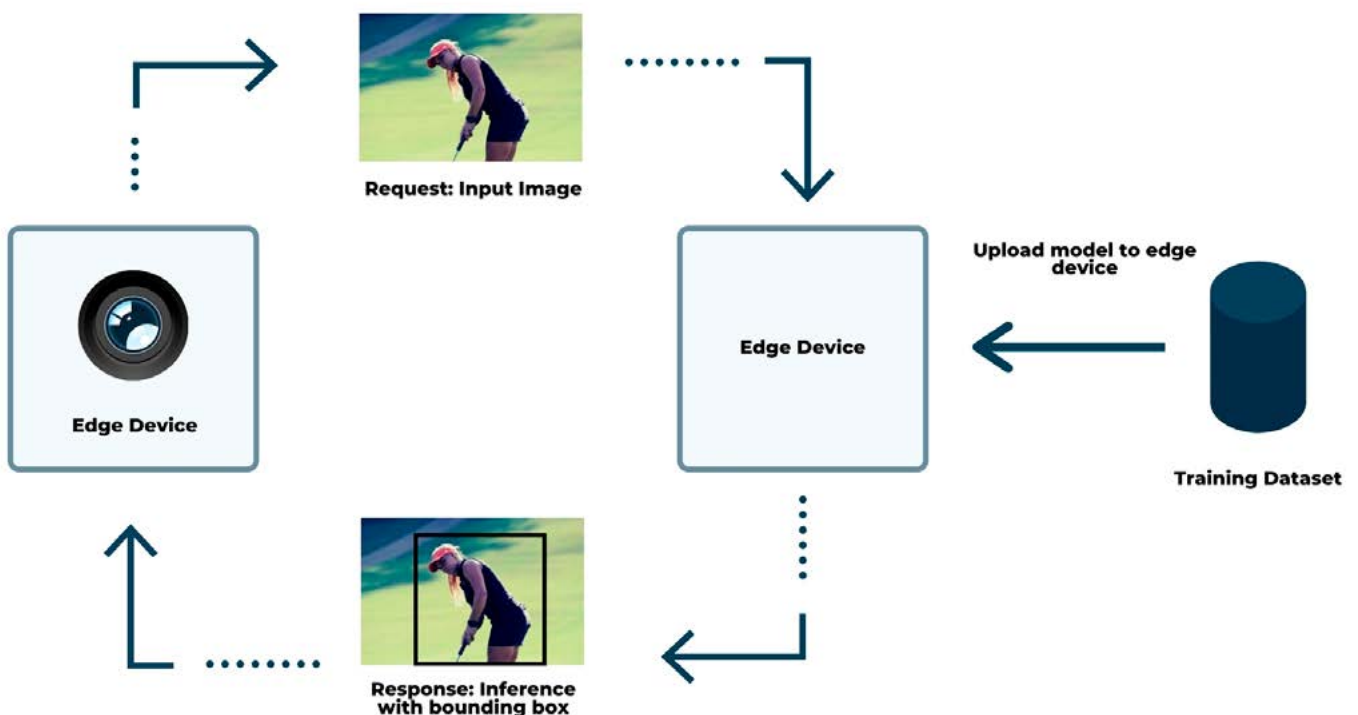 Request: Input Image
Upload model to edge
device
Edge Device
Edge Device
Training Dataset
Response: Inference
with bounding box